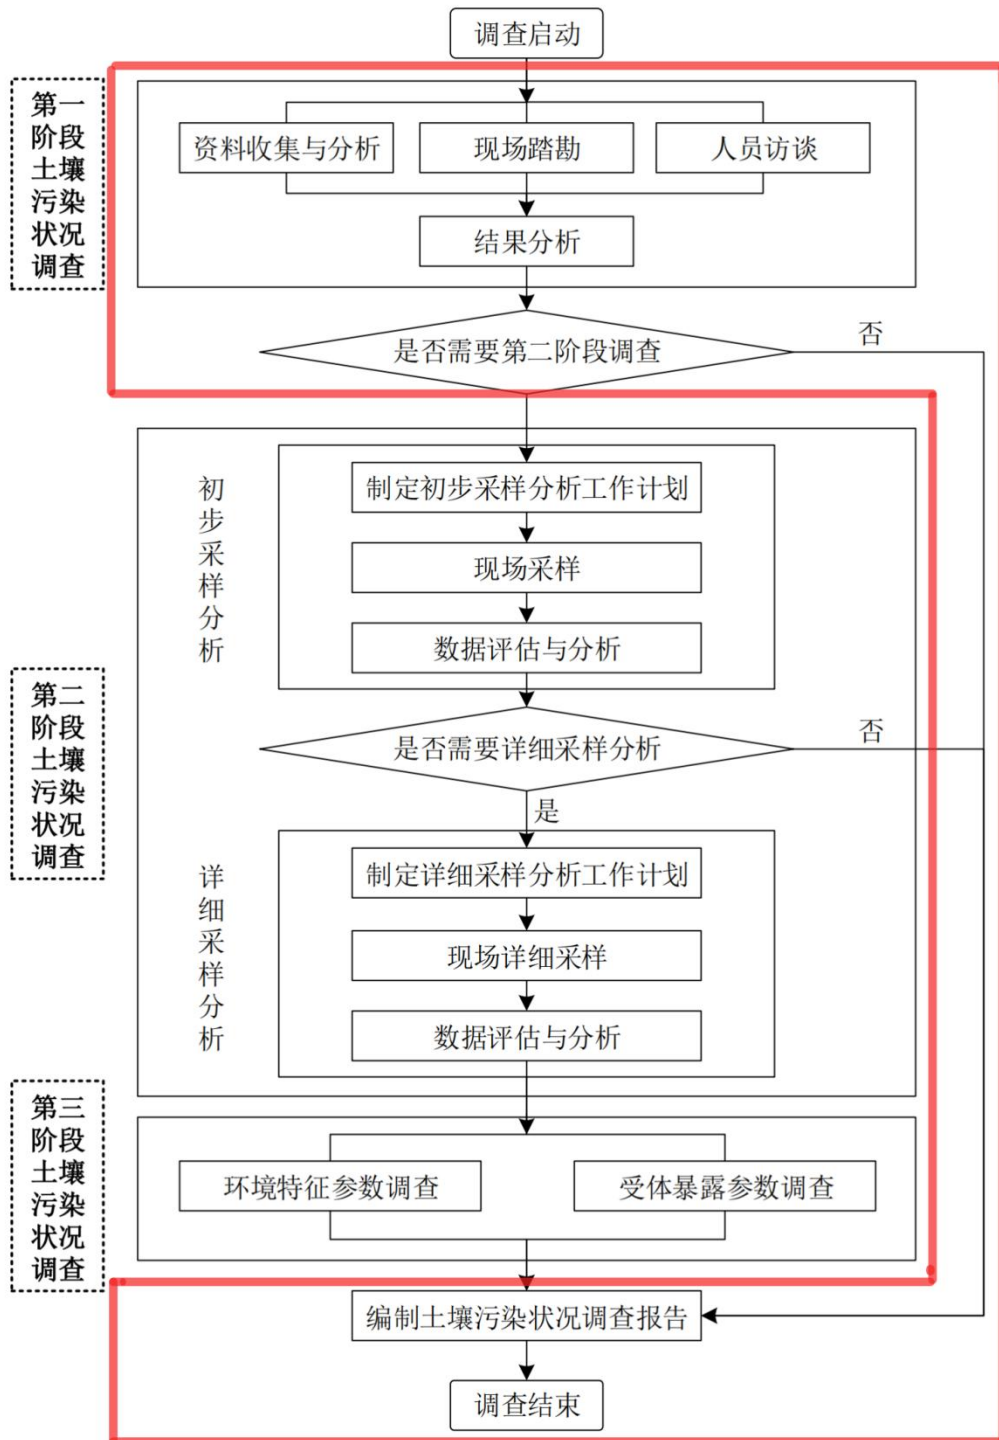 调查启动
第一
阶段
土壤
污染
状况
调查
资料收集与分析
现场踏勘
人员访谈
结果分析
是否需要第二阶段调查
否
第二
阶段
土壤
污染
状况
调查
初
步
采
样
分
析
制定初步采样分析工作计划
现场采样
数据评估与分析
是否需要详细采样分析
否
是
详
细
采
样
分
析
制定详细采样分析工作计划
现场详细采样
数据评估与分析
第三
阶段
土壤
污染
状况
调查
环境特征参数调查
受体暴露参数调查
编制土壤污染状况调查报告
调查结束